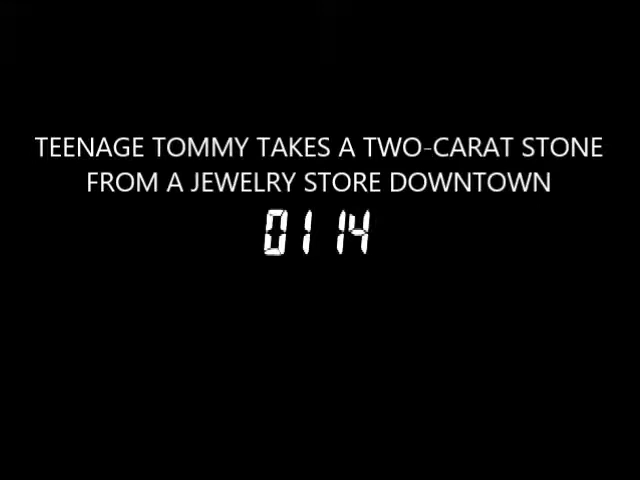 TEENAGE TOMMY TAKES A TWO-CARAT STONE
FROM A JEWELRY STORE DOWNTOWN
01 14